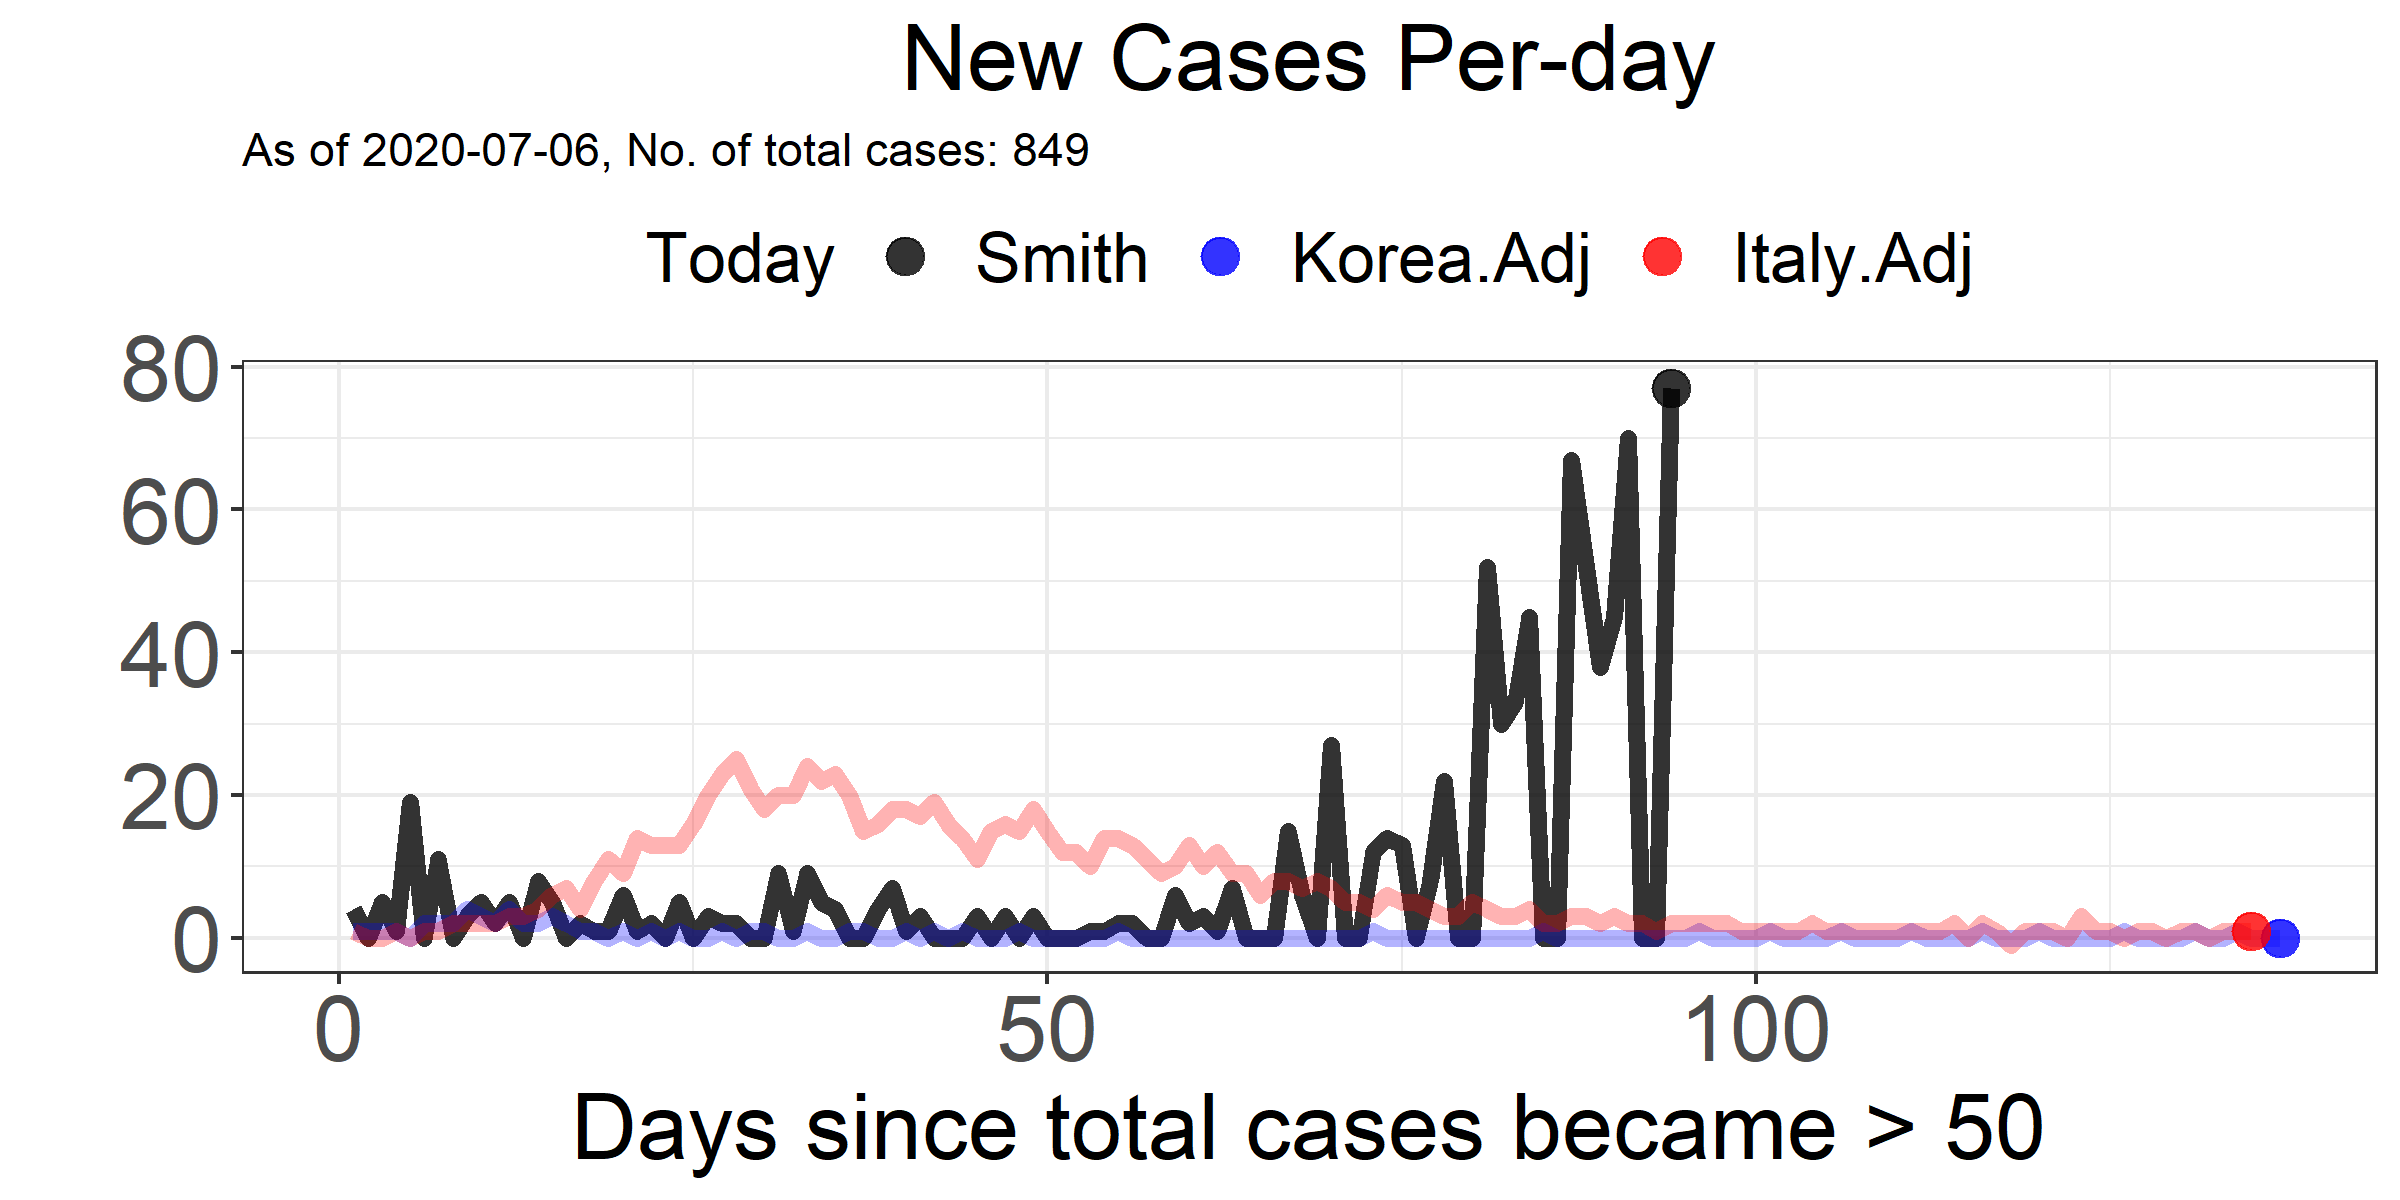 New Cases Per-day
As of 2020-07-06, No. of total cases: 849
Today Smith Korea.Adj Italy.Adj
80
60
40
20
0
0 50 100
Days since total cases became > 50